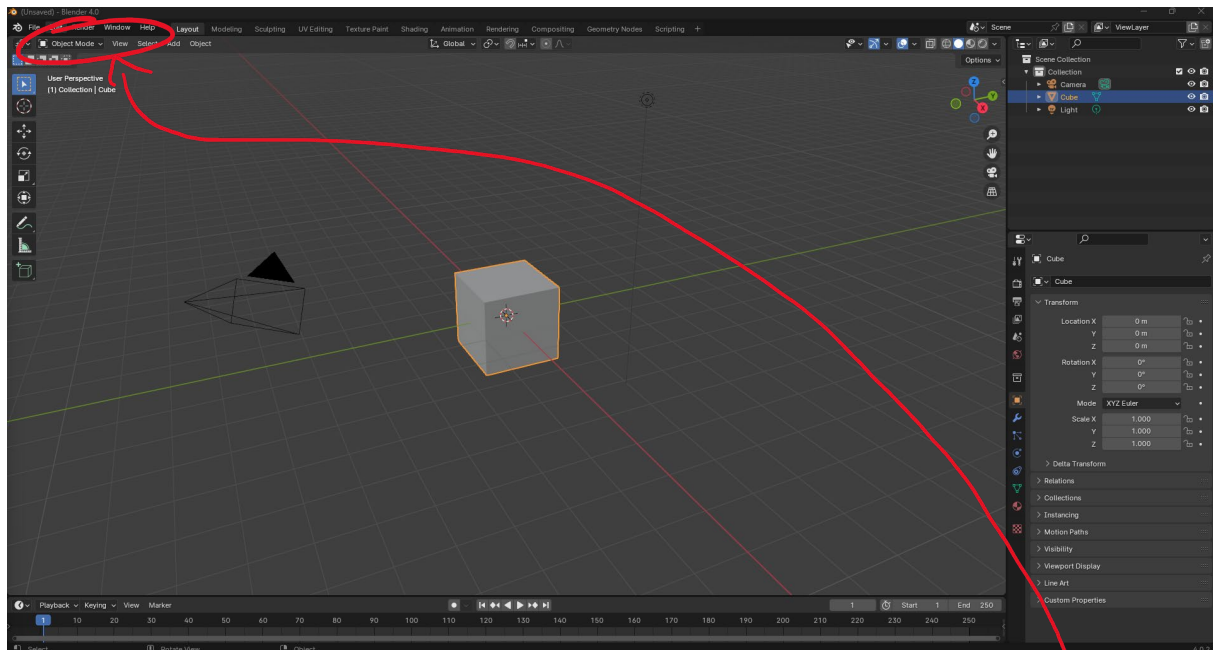 (Unsaved) - Blender 4.0
File Render Window Help Layout Modeling Sculpting UV Editing Texture Paint Shading Animation Rendering Compositing Geometry Nodes Scripting + Scene ViewLayer
Object Mode View Select Add Object Global
Options
User Perspective
(1) Collection | Cube
Z
Y
X
Scene Collection
Collection
Camera
Cube
Light
Cube
Cube
Transform
Location X 0 m
Y 0 m
Z 0 m
Rotation X 0°
Y 0°
Z 0°
Mode XYZ Euler
Scale X 1.000
Y 1.000
Z 1.000
Delta Transform
Relations
Collections
Instancing
Motion Paths
Visibility
Viewport Display
Line Art
Custom Properties
Playback Keying View Marker 1 Start 1 End 250
1 10 20 30 40 50 60 70 80 90 100 110 120 130 140 150 160 170 180 190 200 210 220 230 240 250
Select Rotate View Object 4.0.2